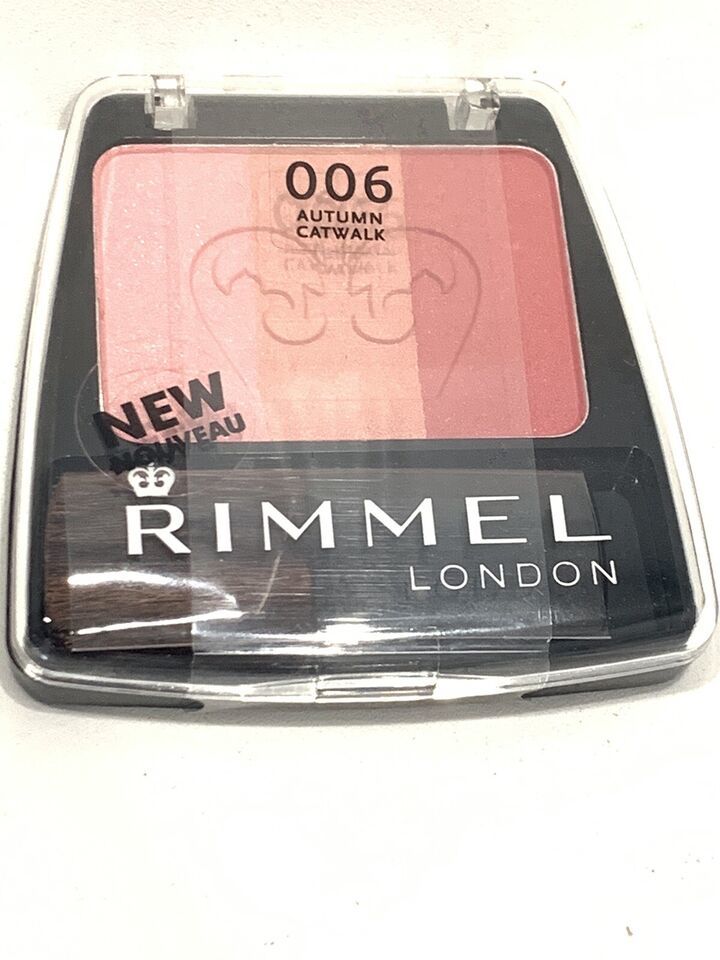 006
AUTUMN
CATWALK
NEW
NOUVEAU
RIMMEL
LONDON